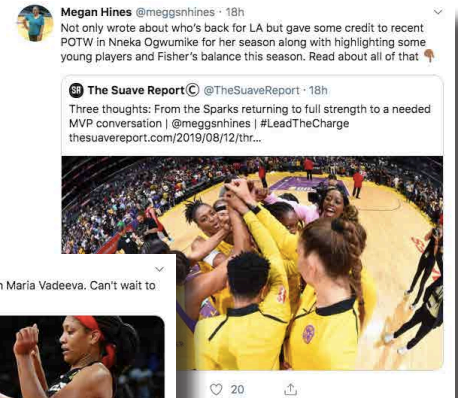 Megan Hines @meggsnhines · 18h
Not only wrote about who's back for LA but gave some credit to recent
POTW in Nneka Ogwumike for her season along with highlighting some
young players and Fisher's balance this season. Read about all of that 👇🏾
SR The Suave Report© @TheSuaveReport · 18h
Three thoughts: From the Sparks returning to full strength to a needed
MVP conversation | @meggsnhines | #LeadTheCharge
thesuavereport.com/2019/08/12/thr...
Maria Vadeeva. Can't wait to
20